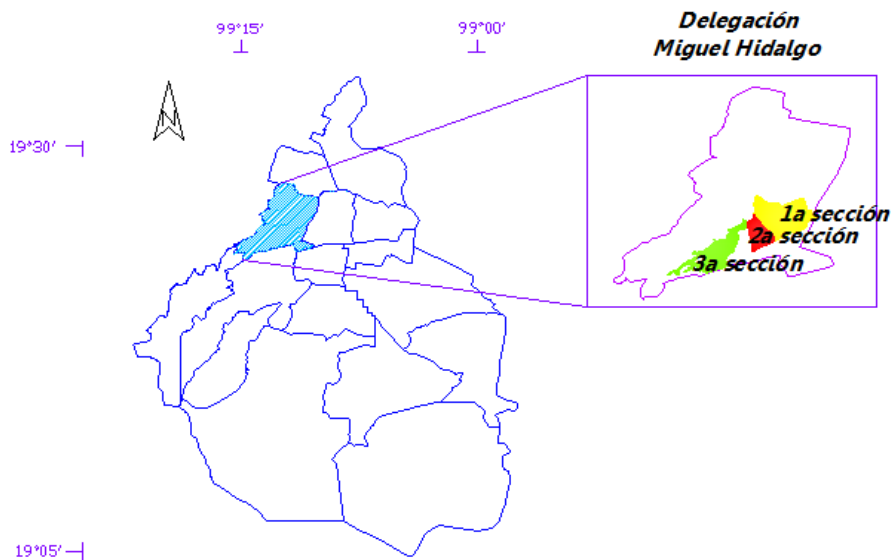 99°15'
99°00'
Delegación
Miguel Hidalgo
19°30'
N
1a sección
2a sección
3a sección
19°05'